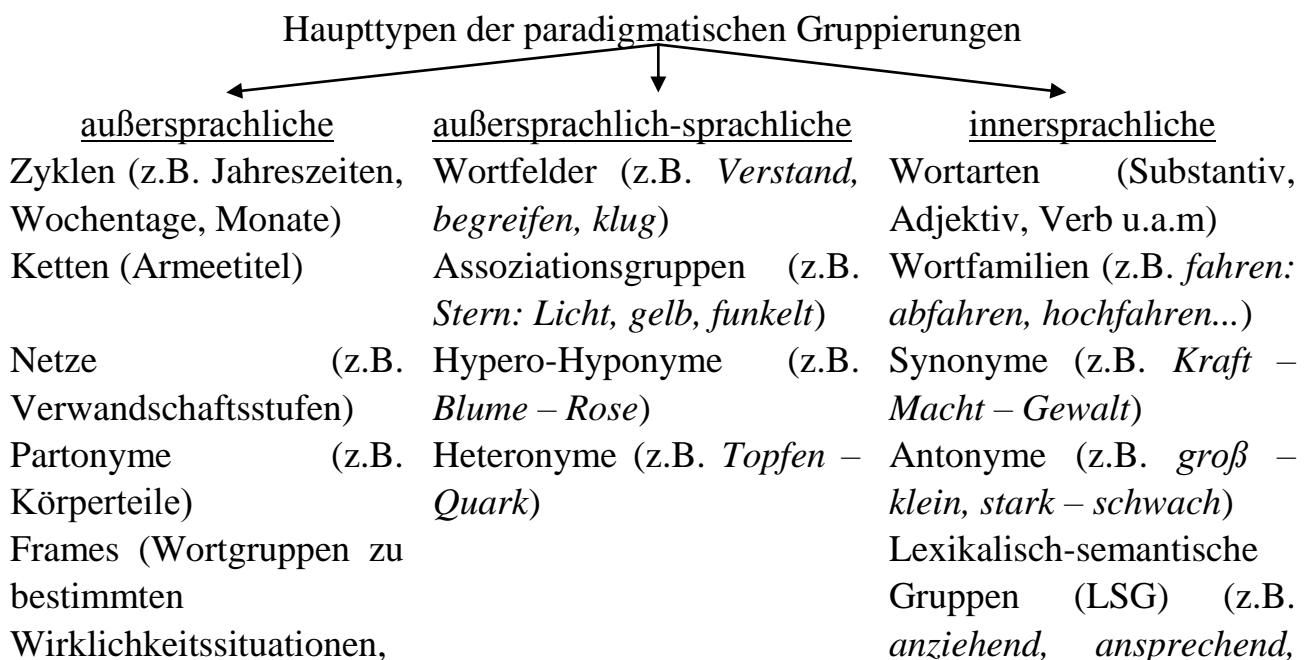 Haupttypen der paradigmatischen Gruppierungen
außersprachliche
Zyklen (z.B. Jahreszeiten,
Wochentage, Monate)
Ketten (Armeetitel)
Netze (z.B.
Verwandschaftsstufen)
Partonyme (z.B.
Körperteile)
Frames (Wortgruppen zu
bestimmten
Wirklichkeitssituationen,
außersprachlich-sprachliche
Wortfelder (z.B. Verstand,
begreifen, klug)
Assoziationsgruppen (z.B.
Stern: Licht, gelb, funkelt)
Hypero-Hyponyme (z.B.
Blume – Rose)
Heteronyme (z.B. Topfen –
Quark)
innersprachliche
Wortarten (Substantiv,
Adjektiv, Verb u.a.m)
Wortfamilien (z.B. fahren:
abfahren, hochfahren...)
Synonyme (z.B. Kraft –
Macht – Gewalt)
Antonyme (z.B. groß –
klein, stark – schwach)
Lexikalisch-semantische
Gruppen (LSG) (z.B.
anziehend, ansprechend,